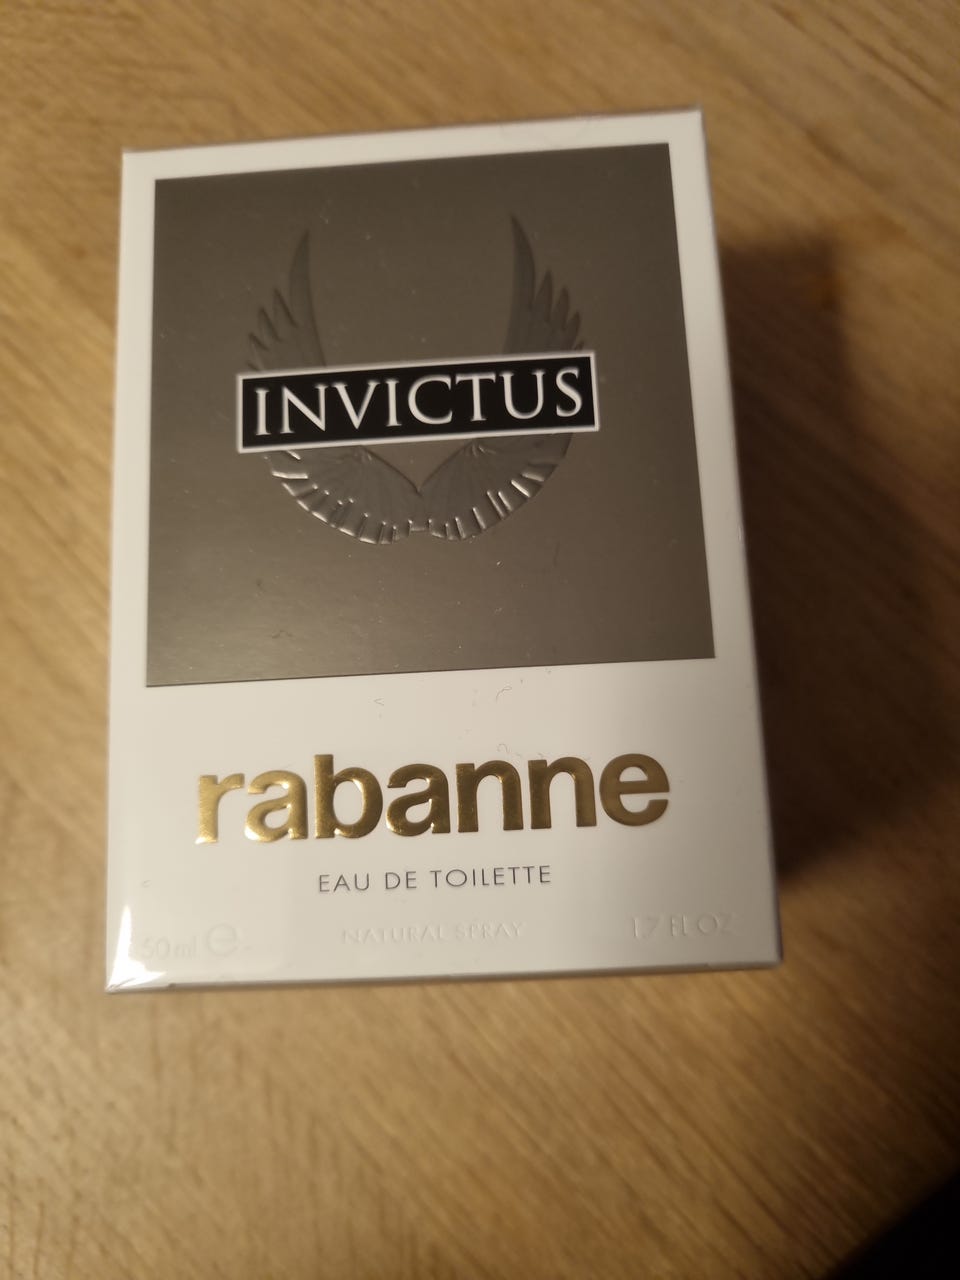 INVICTUS
rabanne
EAU DE TOILETTE
50 ml e NATURAL SPRAY 1.7 FL OZ